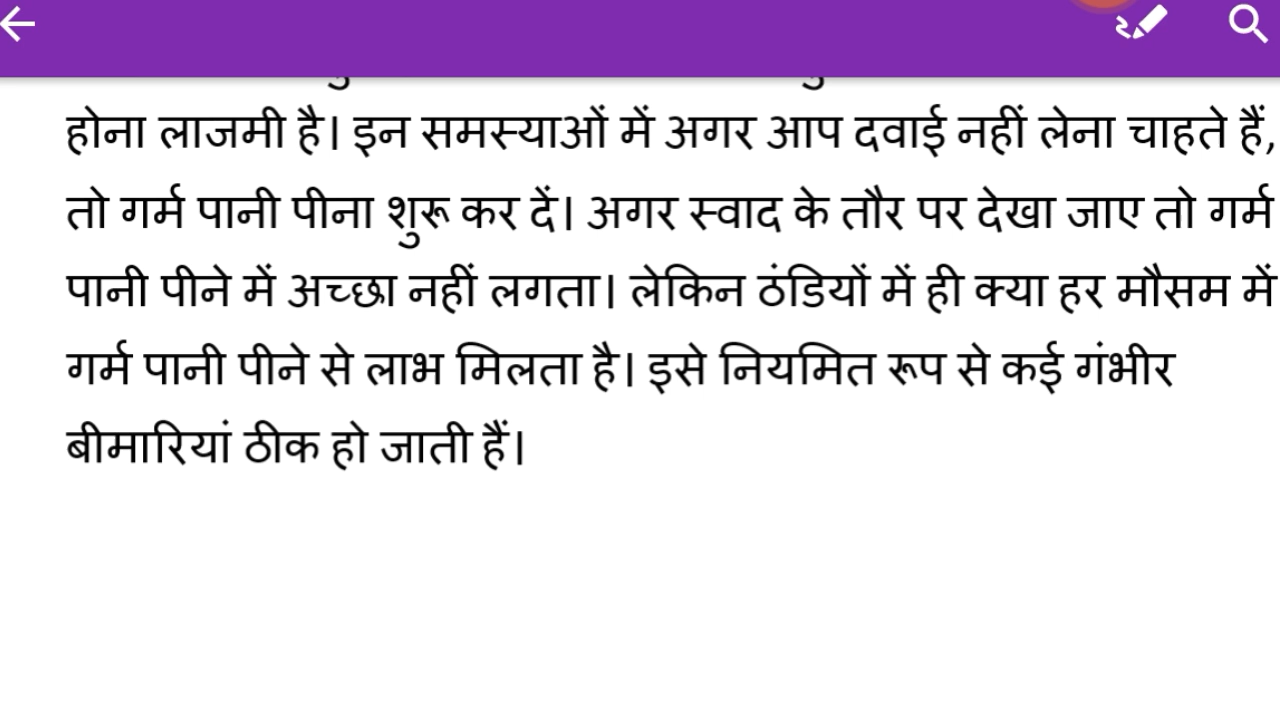 होना लाजमी है। इन समस्याओं में अगर आप दवाई नहीं लेना चाहते हैं,
तो गर्म पानी पीना शुरू कर दें। अगर स्वाद के तौर पर देखा जाए तो गर्म
पानी पीने में अच्छा नहीं लगता। लेकिन ठंडियों में ही क्या हर मौसम में
गर्म पानी पीने से लाभ मिलता है। इसे नियमित रूप से कई गंभीर
बीमारियां ठीक हो जाती हैं।